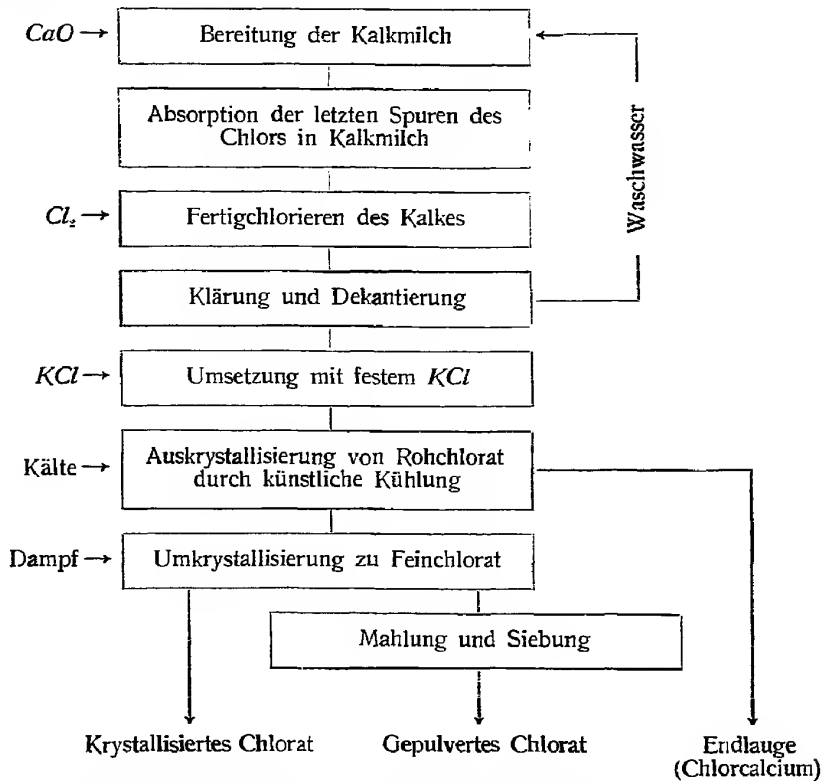 CaO → Bereitung der Kalkmilch
Absorption der letzten Spuren des
Chlors in Kalkmilch
Waschwasser
Cl₂ → Fertigchlorieren des Kalkes
Klärung und Dekantierung
KCl → Umsetzung mit festem KCl
Kälte → Auskrystallisierung von Rohchlorat
durch künstliche Kühlung
Dampf → Umkrystallisierung zu Feinchlorat
Mahlung und Siebung
Krystallisiertes Chlorat Gepulvertes Chlorat Endlauge
(Chlorcalcium)